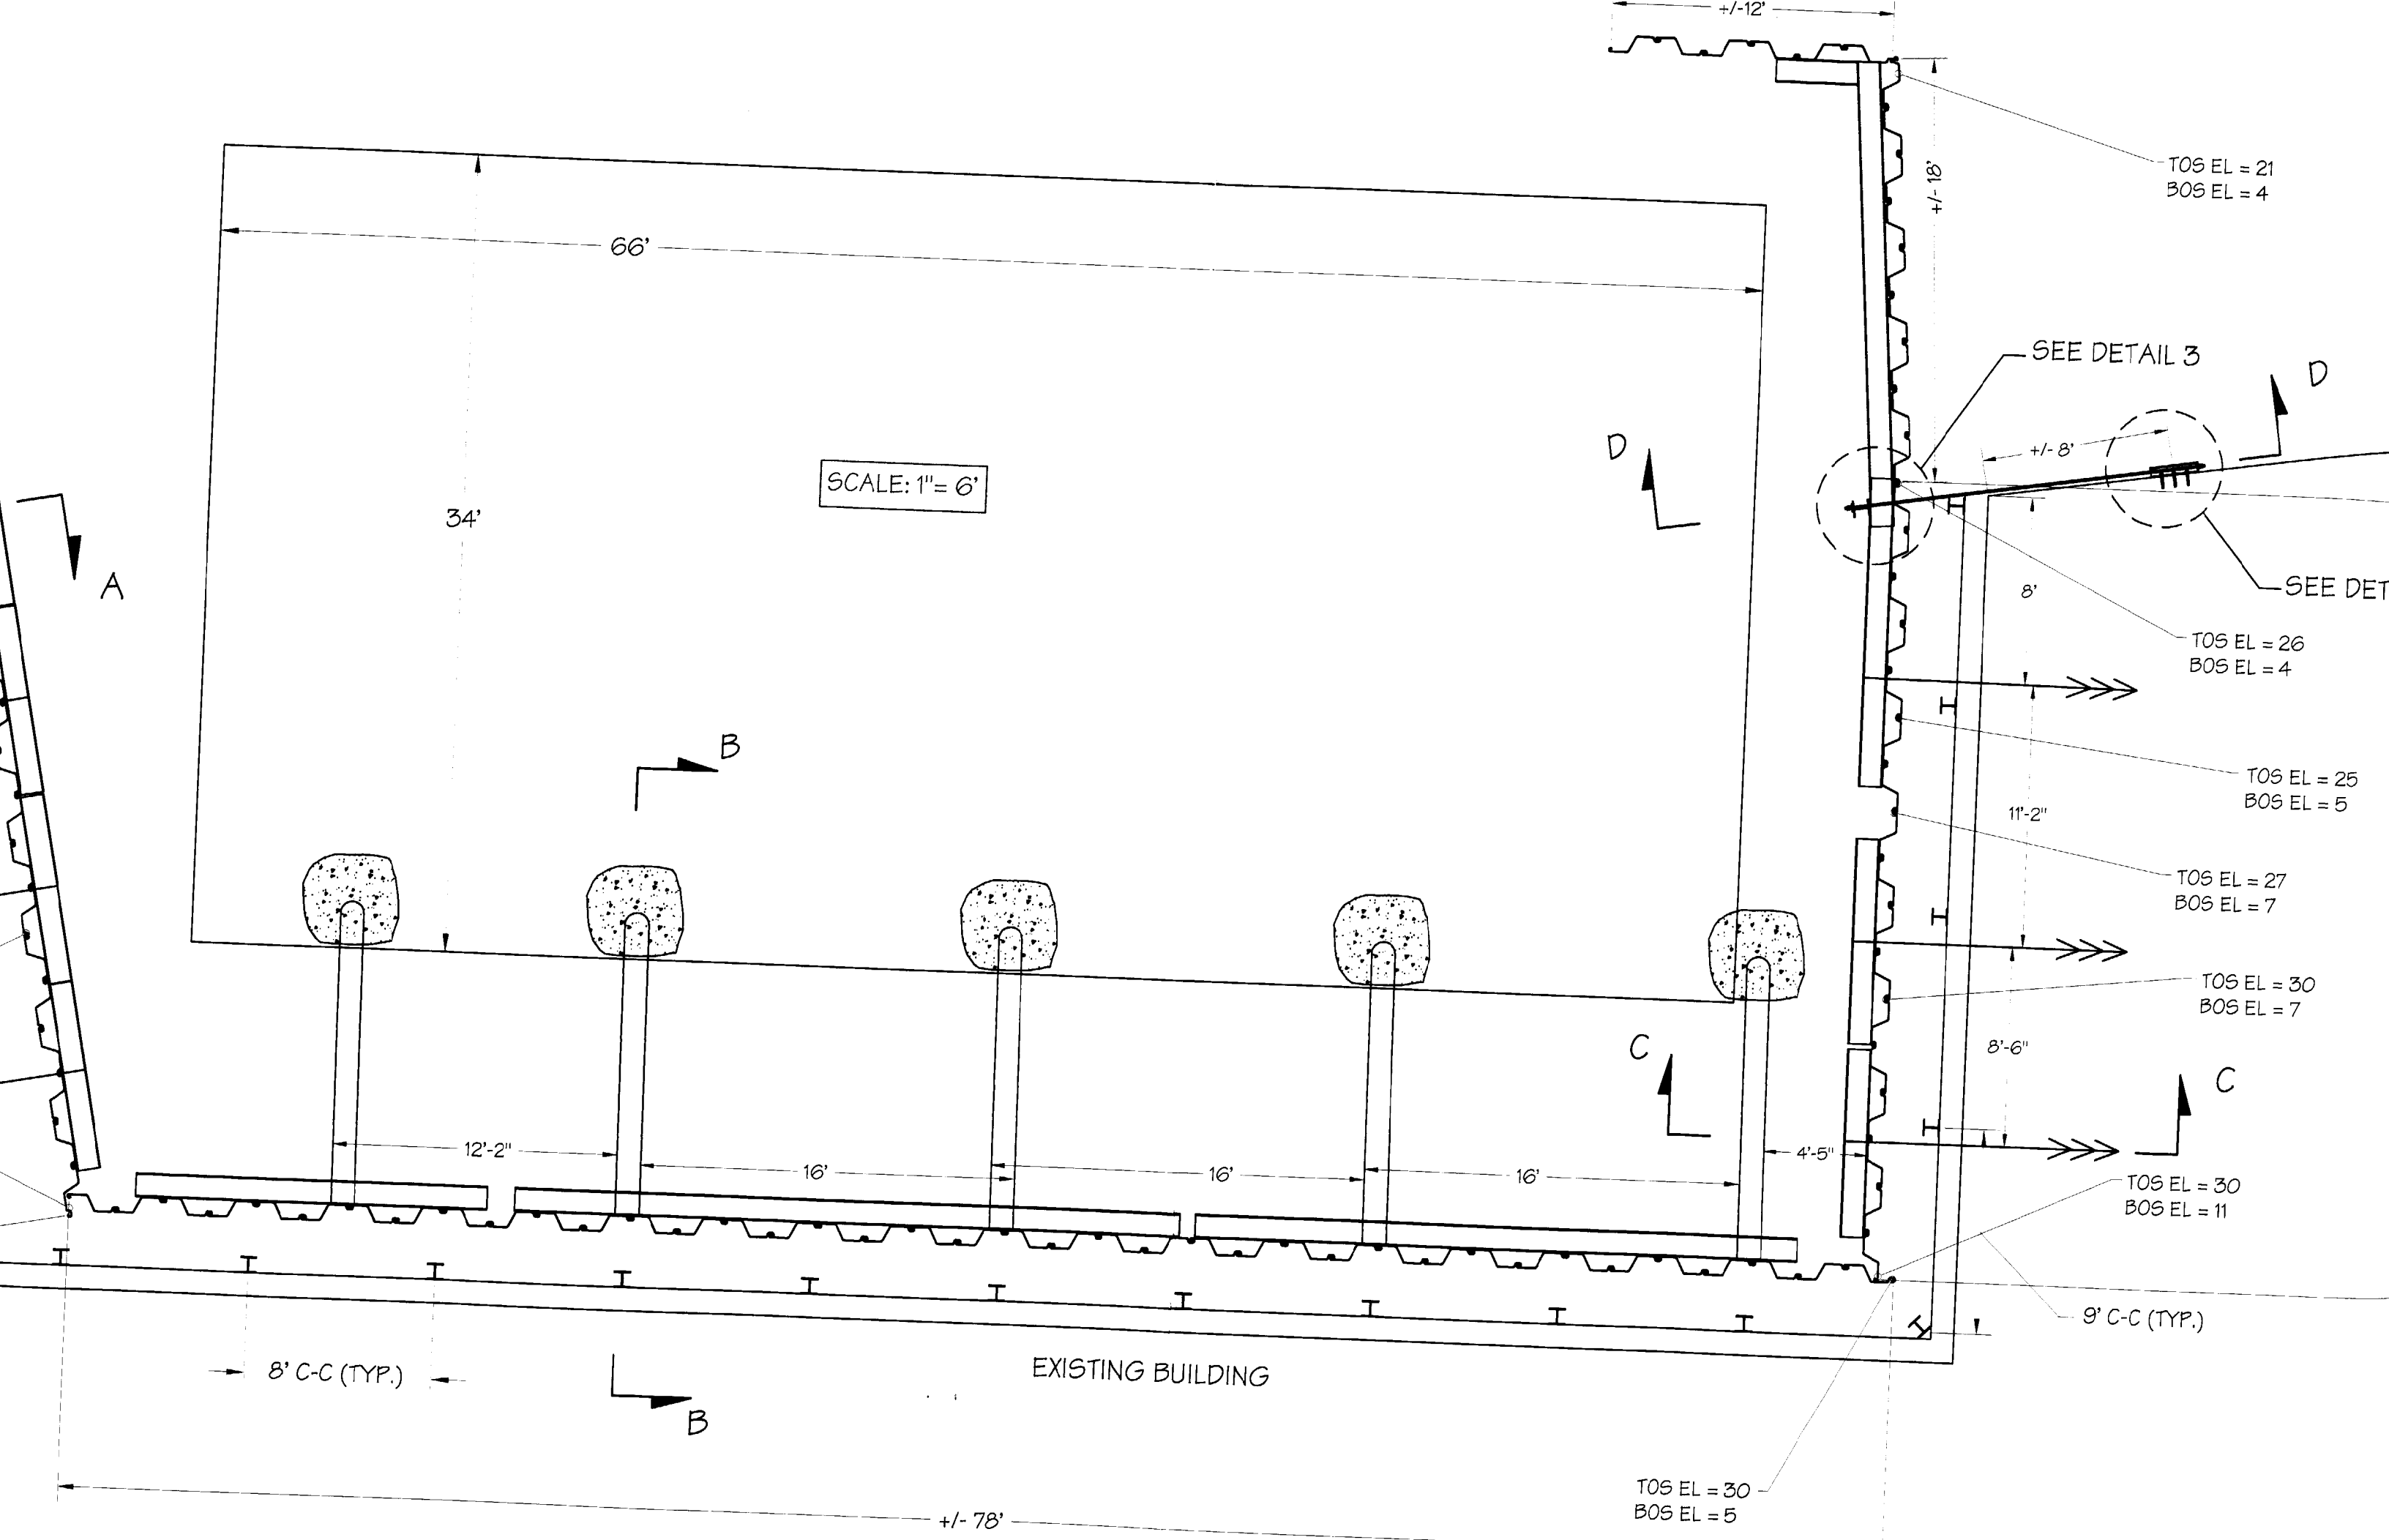 +/-12'
TOS EL = 21
BOS EL = 4
+/- 18'
66'
SEE DETAIL 3
D
D
+/- 8'
SCALE: 1"= 6'
34'
A
8'
SEE DET
TOS EL = 26
BOS EL = 4
B
TOS EL = 25
BOS EL = 5
11'-2"
TOS EL = 27
BOS EL = 7
TOS EL = 30
BOS EL = 7
C
8'-6"
C
12'-2"
16'
16'
16'
4'-5"
TOS EL = 30
BOS EL = 11
9' C-C (TYP.)
8' C-C (TYP.)
EXISTING BUILDING
B
TOS EL = 30
BOS EL = 5
+/- 78'